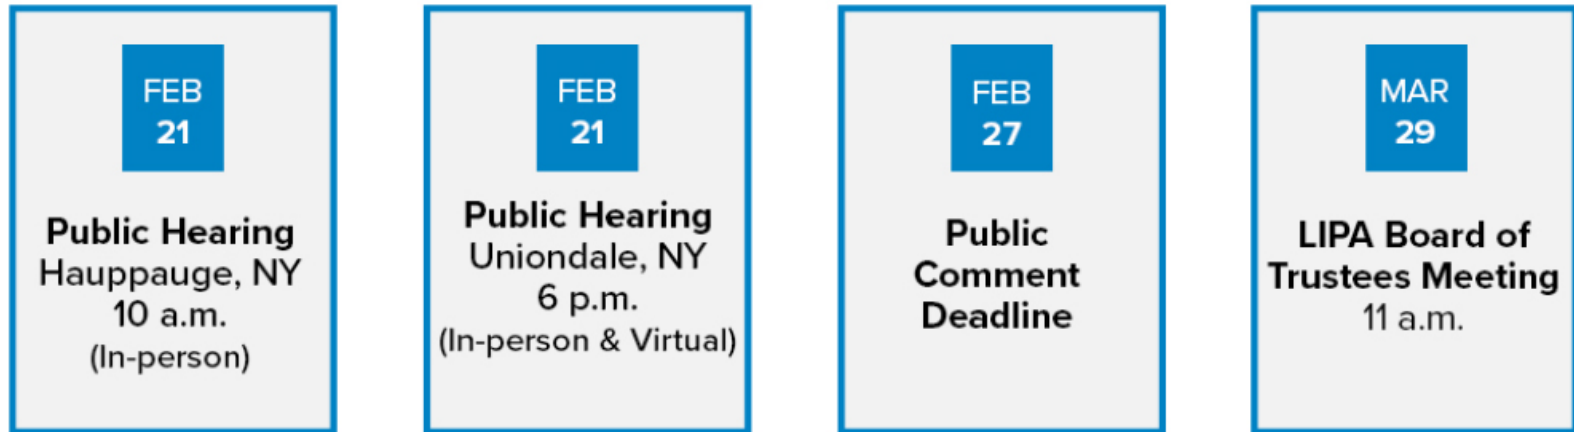 FEB
21
Public Hearing
Hauppauge, NY
10 a.m.
(In-person)
FEB
21
Public Hearing
Uniondale, NY
6 p.m.
(In-person & Virtual)
FEB
27
Public
Comment
Deadline
MAR
29
LIPA Board of
Trustees Meeting
11 a.m.